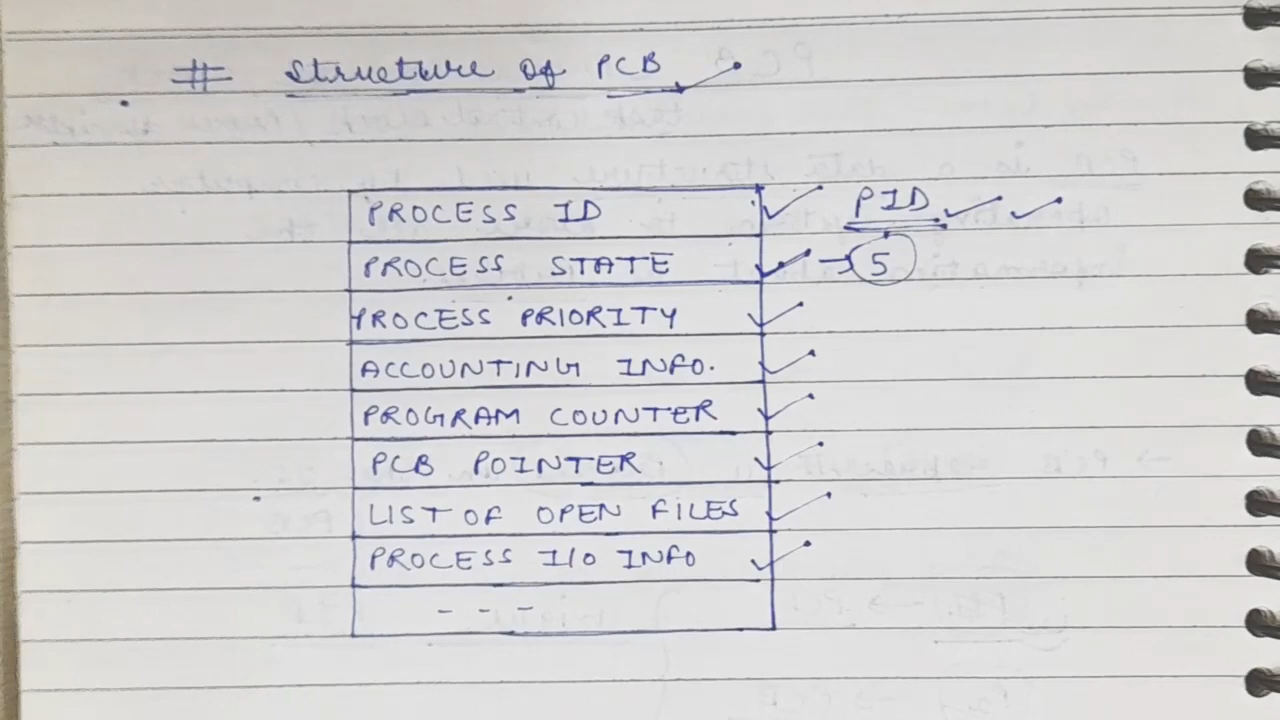 # Structure of PCB
PROCESS ID PID
PROCESS STATE → 5
PROCESS PRIORITY
ACCOUNTING INFO.
PROGRAM COUNTER
PCB POINTER
LIST OF OPEN FILES
PROCESS I/O INFO
- - -